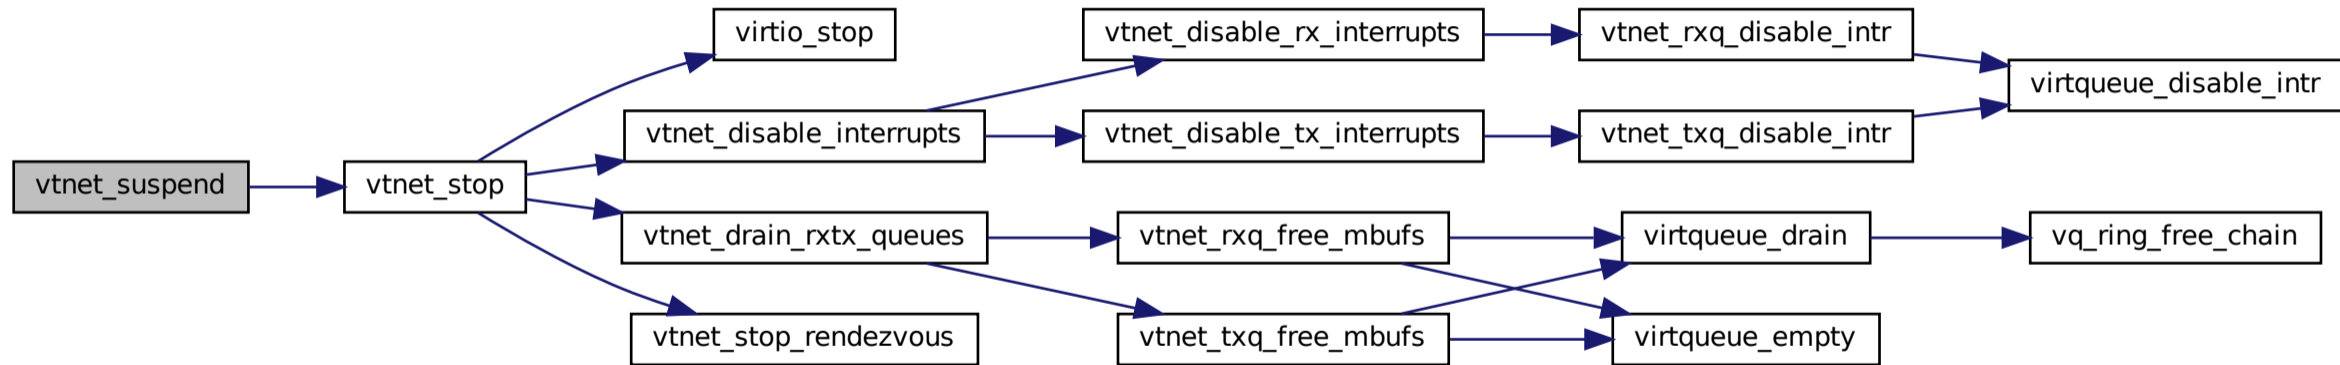 virtio_stop
vtnet_disable_rx_interrupts
vtnet_rxq_disable_intr
virtqueue_disable_intr
vtnet_disable_interrupts
vtnet_disable_tx_interrupts
vtnet_txq_disable_intr
vtnet_suspend
vtnet_stop
vtnet_drain_rxtx_queues
vtnet_rxq_free_mbufs
virtqueue_drain
vq_ring_free_chain
vtnet_stop_rendezvous
vtnet_txq_free_mbufs
virtqueue_empty